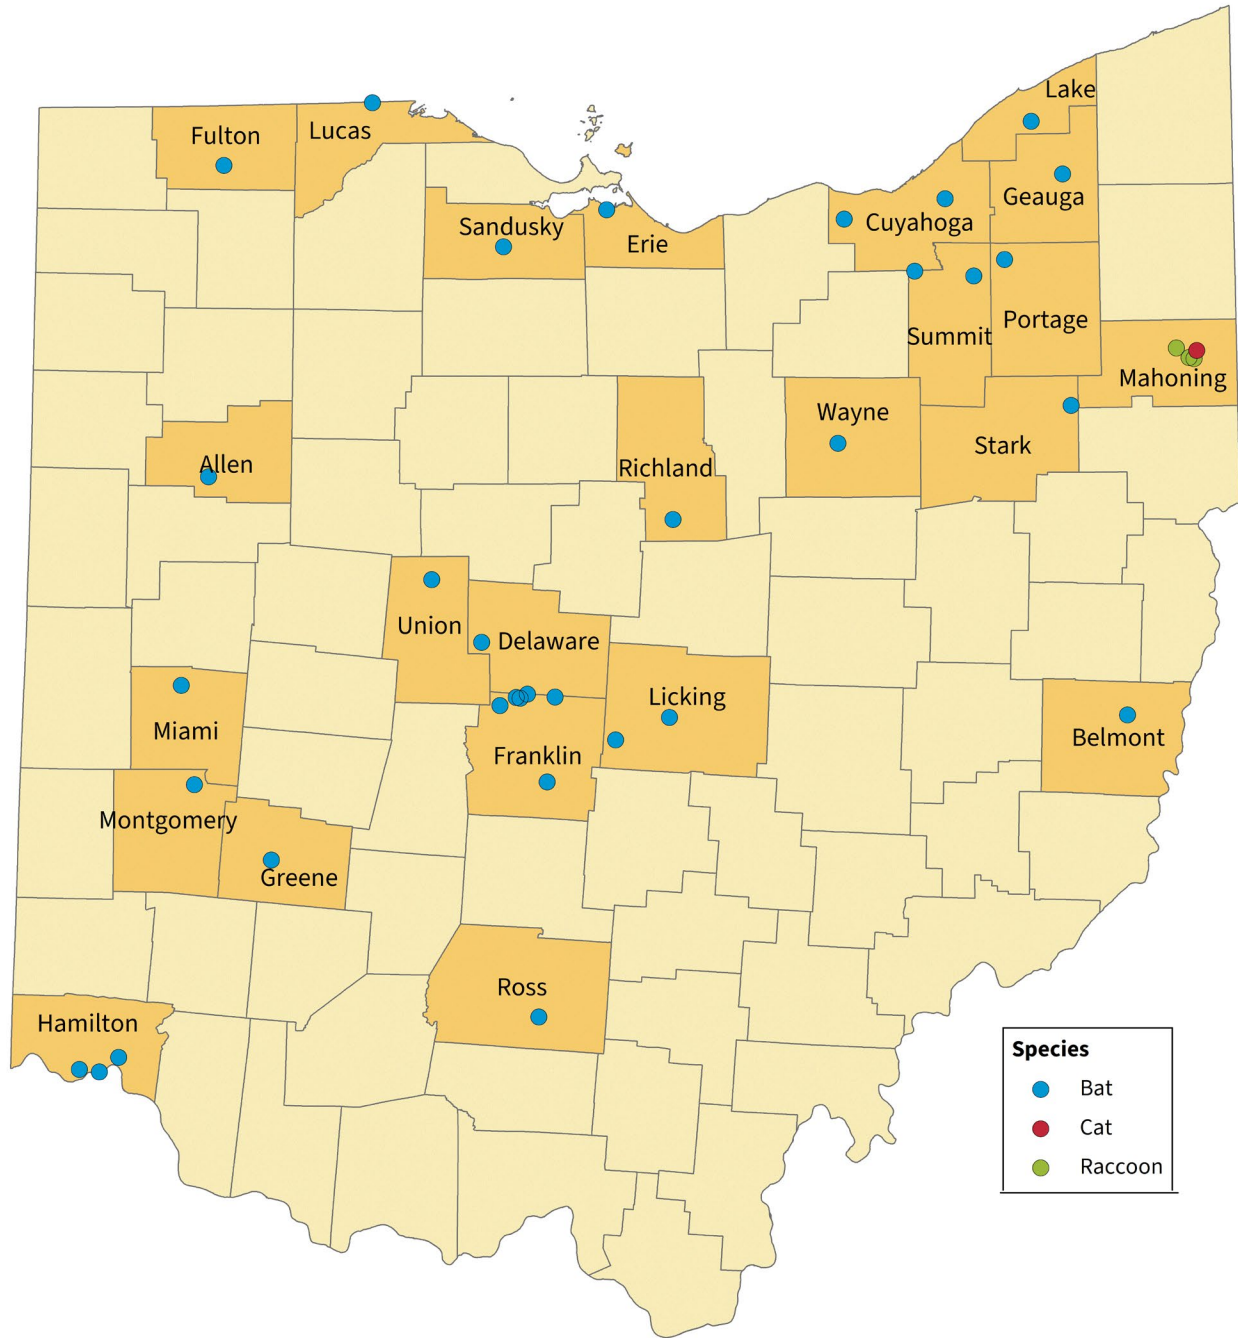 Lake
Fulton
Lucas
Geauga
Cuyahoga
Sandusky
Erie
Portage
Summit
Mahoning
Wayne
Stark
Allen
Richland
Union
Delaware
Licking
Miami
Belmont
Franklin
Montgomery
Greene
Ross
Hamilton
Species
Bat
Cat
Raccoon